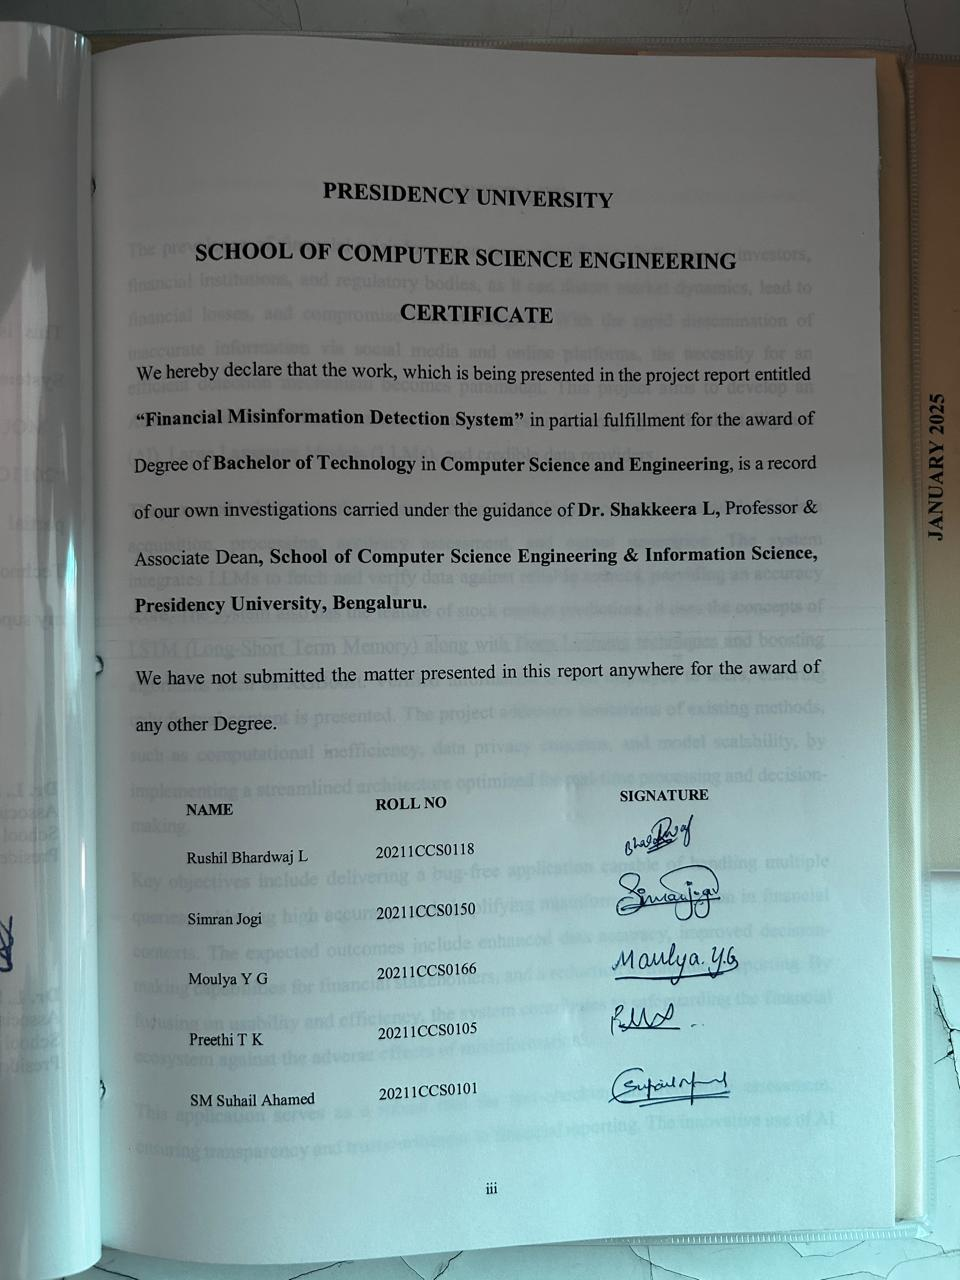 PRESIDENCY UNIVERSITY
SCHOOL OF COMPUTER SCIENCE ENGINEERING
CERTIFICATE
We hereby declare that the work, which is being presented in the project report entitled
“Financial Misinformation Detection System” in partial fulfillment for the award of
Degree of Bachelor of Technology in Computer Science and Engineering, is a record
of our own investigations carried under the guidance of Dr. Shakkeera L, Professor &
Associate Dean, School of Computer Science Engineering & Information Science,
Presidency University, Bengaluru.
We have not submitted the matter presented in this report anywhere for the award of
any other Degree.
NAME ROLL NO SIGNATURE
Rushil Bhardwaj L 20211CCS0118
Simran Jogi 20211CCS0150 Simranjogi
Moulya Y G 20211CCS0166 Moulya. Y.G
Preethi T K 20211CCS0105
SM Suhail Ahamed 20211CCS0101
iii
JANUARY 2025